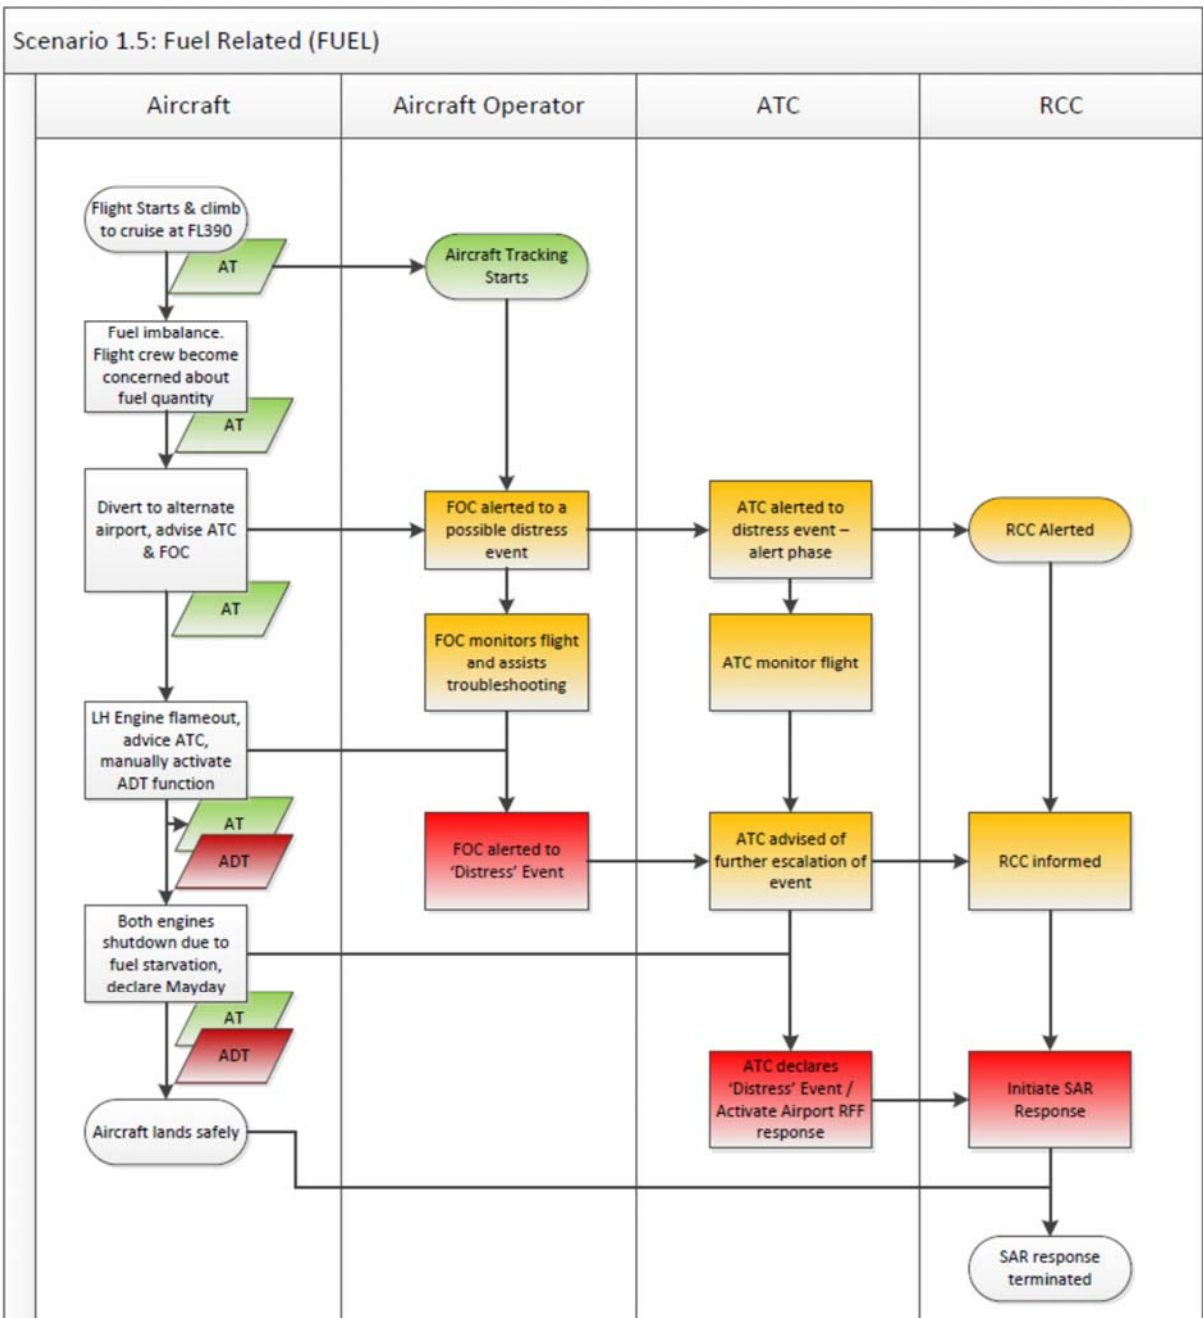 Scenario 1.5: Fuel Related (FUEL)
Aircraft
Aircraft Operator
ATC
RCC
Flight Starts & climb
to cruise at FL390
AT
Aircraft Tracking
Starts
Fuel imbalance.
Flight crew become
concerned about
fuel quantity
AT
Divert to alternate
airport, advise ATC
& FOC
FOC alerted to a
possible distress
event
ATC alerted to
distress event –
alert phase
RCC Alerted
AT
FOC monitors flight
and assists
troubleshooting
ATC monitor flight
LH Engine flameout,
advice ATC,
manually activate
ADT function
AT
ADT
FOC alerted to
‘Distress’ Event
ATC advised of
further escalation of
event
RCC informed
Both engines
shutdown due to
fuel starvation,
declare Mayday
AT
ADT
ATC declares
‘Distress’ Event /
Activate Airport RFF
response
Initiate SAR
Response
Aircraft lands safely
SAR response
terminated